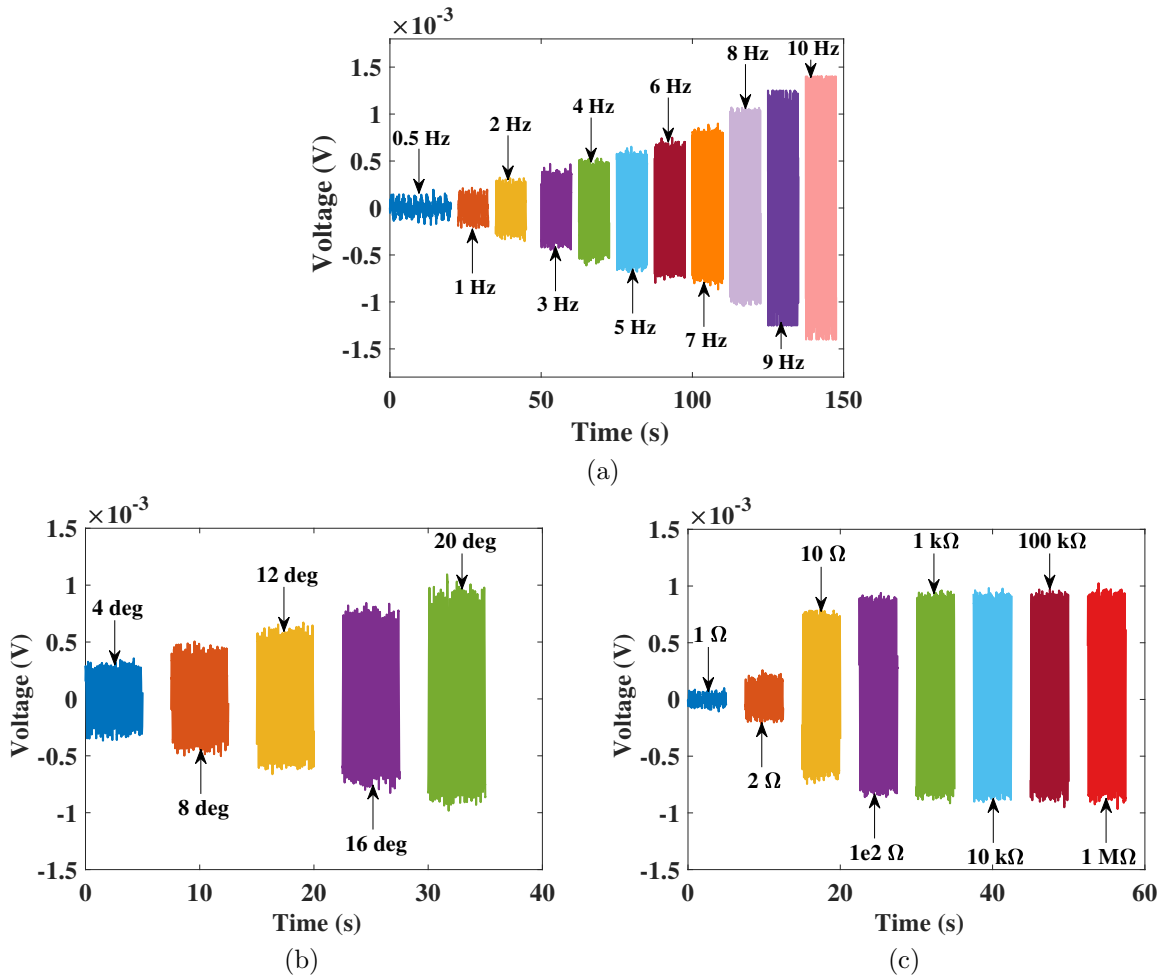 ×10⁻³
1.5
1
0.5
0
-0.5
-1
-1.5
Voltage (V)
0.5 Hz
1 Hz
2 Hz
3 Hz
4 Hz
5 Hz
6 Hz
7 Hz
8 Hz
9 Hz
10 Hz
0 50 100 150
Time (s)
(a)
×10⁻³
1.5
1
0.5
0
-0.5
-1
-1.5
Voltage (V)
4 deg
8 deg
12 deg
16 deg
20 deg
0 10 20 30 40
Time (s)
(b)
×10⁻³
1.5
1
0.5
0
-0.5
-1
-1.5
Voltage (V)
1 Ω
2 Ω
10 Ω
1e2 Ω
1 kΩ
10 kΩ
100 kΩ
1 MΩ
0 20 40 60
Time (s)
(c)